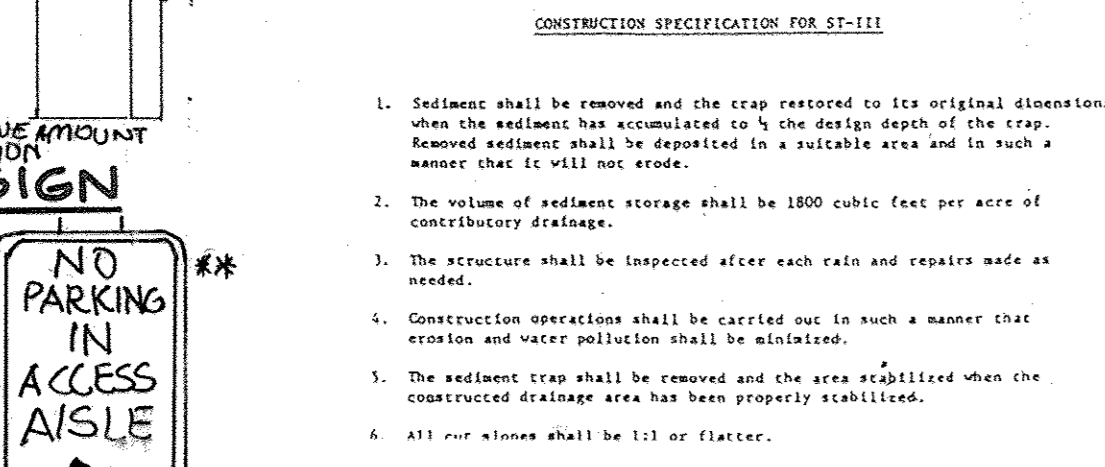 UE AMOUNT
ION
SIGN
NO
PARKING
IN
ACCESS
AISLE
**
CONSTRUCTION SPECIFICATION FOR ST-III
1. Sediment shall be removed and the trap restored to its original dimension
when the sediment has accumulated to ½ the design depth of the trap.
Removed sediment shall be deposited in a suitable area and in such a
manner that it will not erode.
2. The volume of sediment storage shall be 1800 cubic feet per acre of
contributory drainage.
3. The structure shall be inspected after each rain and repairs made as
needed.
4. Construction operations shall be carried out in such a manner that
erosion and water pollution shall be minimized.
5. The sediment trap shall be removed and the area stabilized when the
constructed drainage area has been properly stabilized.
6. All cut slopes shall be 1:1 or flatter.